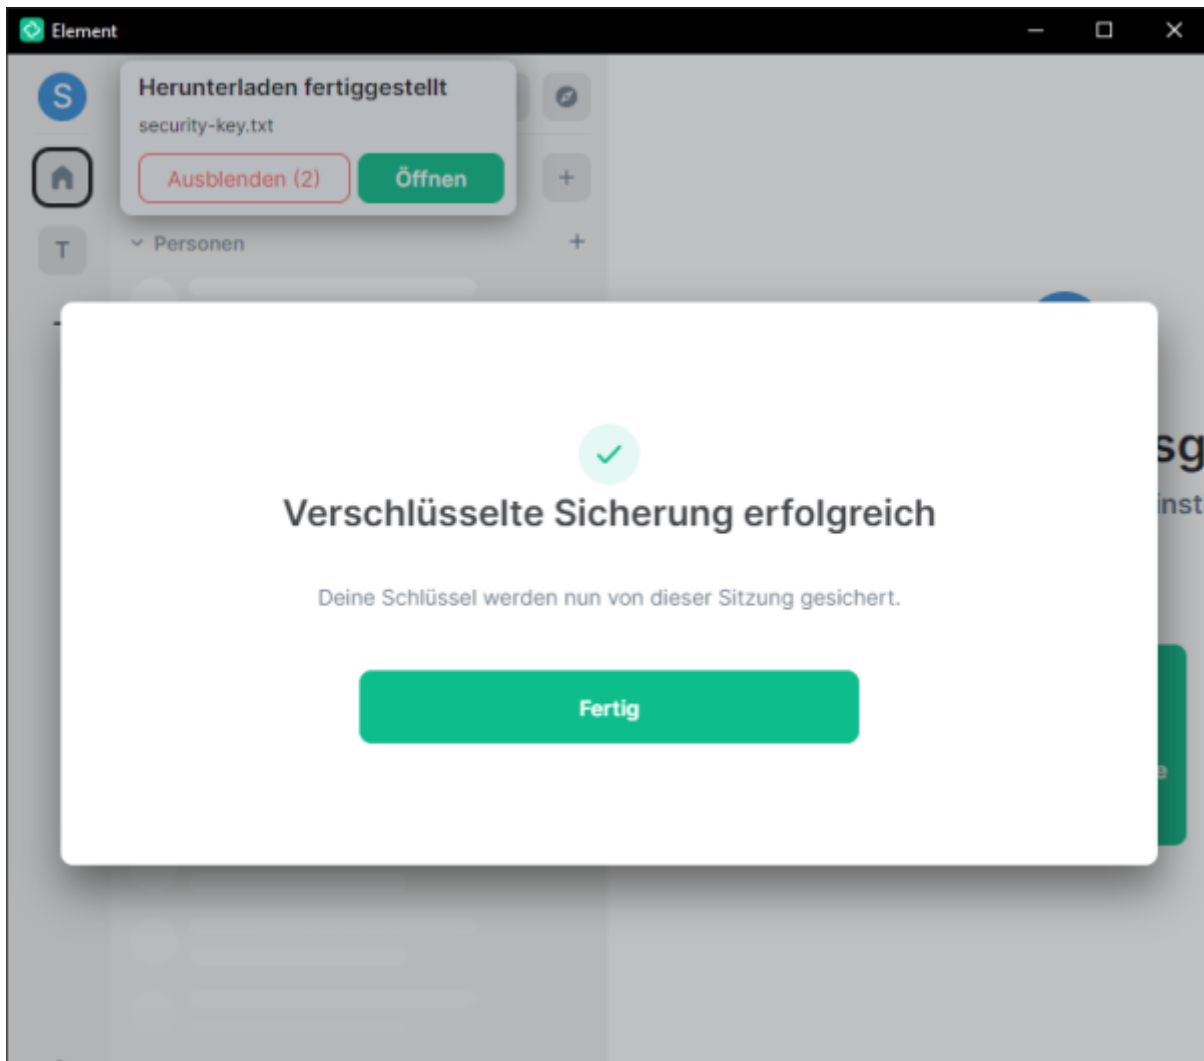 Element
S
Herunterladen fertiggestellt
security-key.txt
Ausblenden (2)
Öffnen
T
Personen
Verschlüsselte Sicherung erfolgreich
Deine Schlüssel werden nun von dieser Sitzung gesichert.
Fertig